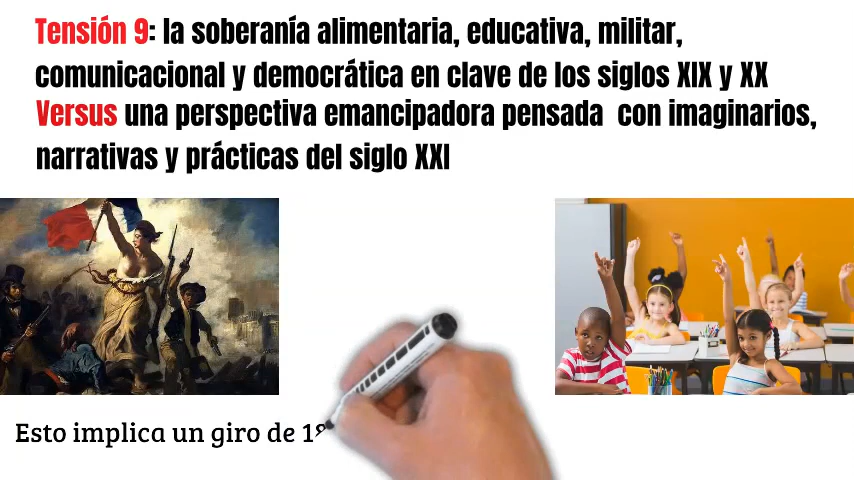 Tensión 9: la soberanía alimentaria, educativa, militar,
comunicacional y democrática en clave de los siglos XIX y XX
Versus una perspectiva emancipadora pensada con imaginarios,
narrativas y prácticas del siglo XXI
Esto implica un giro de